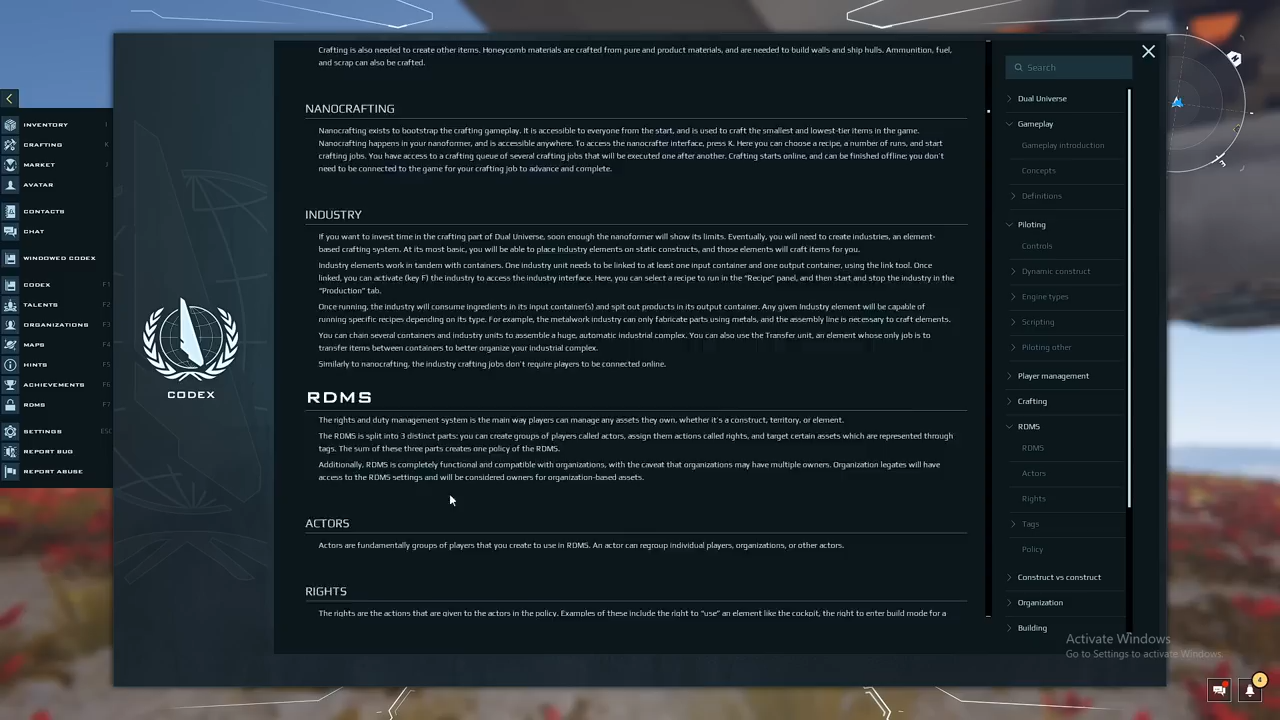 INVENTORY I
CRAFTING K
MARKET J
AVATAR
CONTACTS
CHAT
WINDOWED CODEX
CODEX F1
TALENTS F2
ORGANIZATIONS F3
MAPS F4
HINTS F5
ACHIEVEMENTS F6
RDMS F7
SETTINGS ESC
REPORT BUG
REPORT ABUSE
CODEX
Crafting is also needed to create other items. Honeycomb materials are crafted from pure and product materials, and are needed to build walls and ship hulls. Ammunition, fuel,
and scrap can also be crafted.
NANOCRAFTING
Nanocrafting exists to bootstrap the crafting gameplay. It is accessible to everyone from the start, and is used to craft the smallest and lowest-tier items in the game.
Nanocrafting happens in your nanoformer, and is accessible anywhere. To access the nanocrafter interface, press K. Here you can choose a recipe, a number of runs, and start
crafting jobs. You have access to a crafting queue of several crafting jobs that will be executed one after another. Crafting starts online, and can be finished offline; you don't
need to be connected to the game for your crafting job to advance and complete.
INDUSTRY
If you want to invest time in the crafting part of Dual Universe, soon enough the nanoformer will show its limits. Eventually, you will need to create industries, an element-
based crafting system. At its most basic, you will be able to place Industry elements on static constructs, and those elements will craft items for you.
Industry elements work in tandem with containers. One industry unit needs to be linked to at least one input container and one output container, using the link tool. Once
linked, you can activate (key F) the industry to access the industry interface. Here, you can select a recipe to run in the "Recipe" panel, and then start and stop the industry in the
"Production" tab.
Once running, the industry will consume ingredients in its input container(s) and spit out products in its output container. Any given Industry element will be capable of
running specific recipes depending on its type. For example, the metalwork industry can only fabricate parts using metals, and the assembly line is necessary to craft elements.
You can chain several containers and industry units to assemble a huge, automatic industrial complex. You can also use the Transfer unit, an element whose only job is to
transfer items between containers to better organize your industrial complex.
Similarly to nanocrafting, the industry crafting jobs don't require players to be connected online.
RDMS
The rights and duty management system is the main way players can manage any assets they own, whether it's a construct, territory, or element.
The RDMS is split into 3 distinct parts: you can create groups of players called actors, assign them actions called rights, and target certain assets which are represented through
tags. The sum of these three parts creates one policy of the RDMS.
Additionally, RDMS is completely functional and compatible with organizations, with the caveat that organizations may have multiple owners. Organization legates will have
access to the RDMS settings and will be considered owners for organization-based assets.
ACTORS
Actors are fundamentally groups of players that you create to use in RDMS. An actor can regroup individual players, organizations, or other actors.
RIGHTS
The rights are the actions that are given to the actors in the policy. Examples of these include the right to "use" an element like the cockpit, the right to enter build mode for a
Search
Dual Universe
Gameplay
Gameplay introduction
Concepts
Definitions
Piloting
Controls
Dynamic construct
Engine types
Scripting
Piloting other
Player management
Crafting
RDMS
RDMS
Actors
Rights
Tags
Policy
Construct vs construct
Organization
Building
Activate Windows
Go to Settings to activate Windows.
4